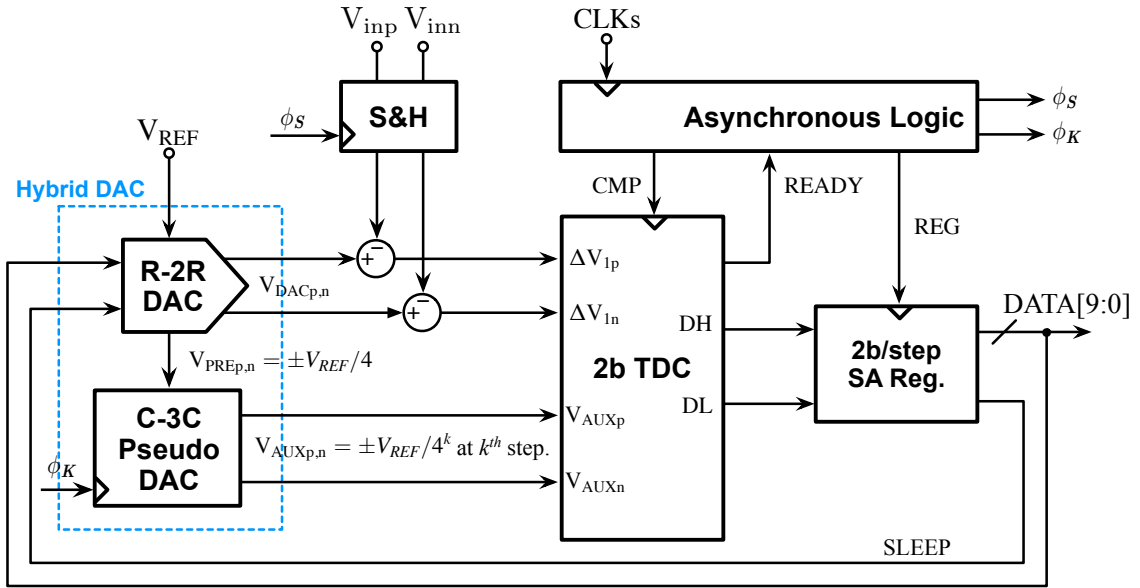 V_inp V_inn
CLKs
S&H
ϕ_S
Asynchronous Logic
ϕ_S
ϕ_K
V_REF
Hybrid DAC
CMP
READY
REG
R-2R
DAC
V_DACp,n
+ −
+ −
ΔV_1p
ΔV_1n
2b TDC
DH
DL
V_AUXp
V_AUXn
2b/step
SA Reg.
DATA[9:0]
V_PREp,n = ±V_REF/4
C-3C
Pseudo
DAC
V_AUXp,n = ±V_REF/4^k at k^th step.
ϕ_K
SLEEP